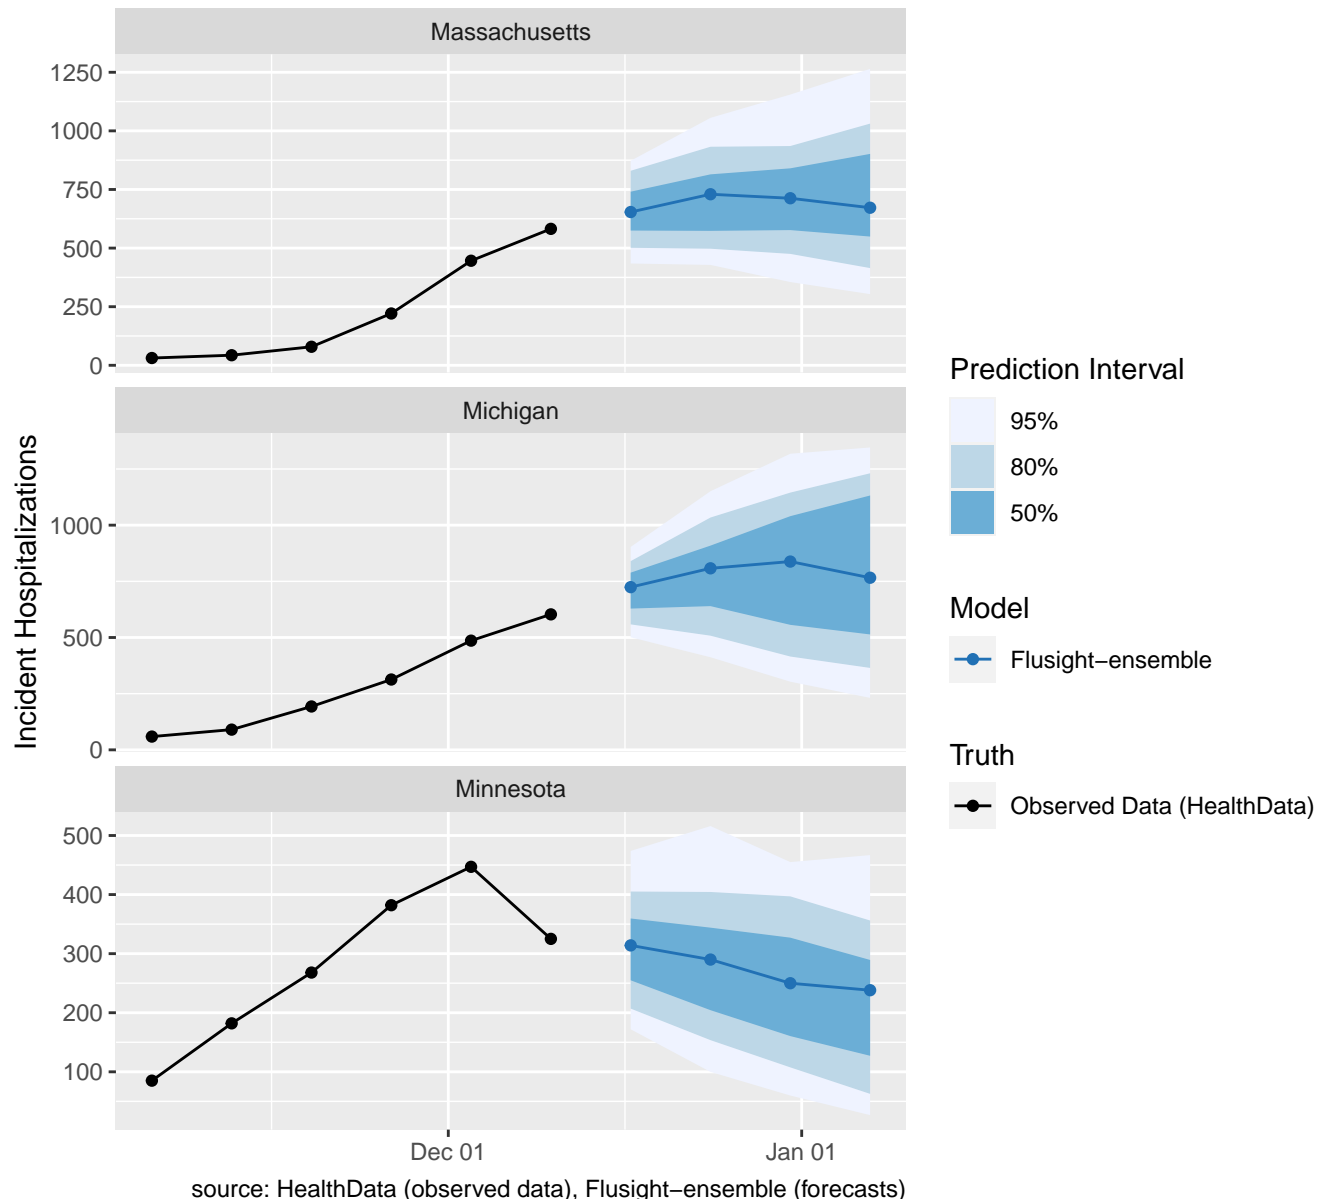 Massachusetts
1250
1000
750
500
250
0
Michigan
1000
500
0
Minnesota
500
400
300
200
100
Dec 01
Jan 01
Incident Hospitalizations
source: HealthData (observed data), Flusight−ensemble (forecasts)
Prediction Interval
95%
80%
50%
Model
Flusight−ensemble
Truth
Observed Data (HealthData)